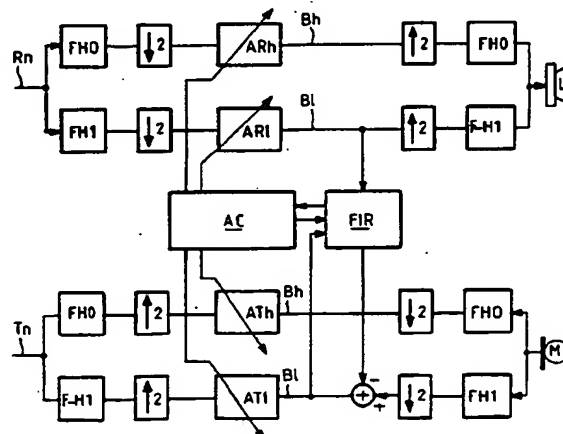 Bh
FH0 ↓2 ARh ↑2 FH0
Rn
L
Bl
FH1 ↓2 ARl ↑2 F-H1
AC FIR
Bh
FH0 ↑2 ATh ↓2 FH0
Tn
M
Bl -
F-H1 ↑2 ATl + + ↓2 FH1